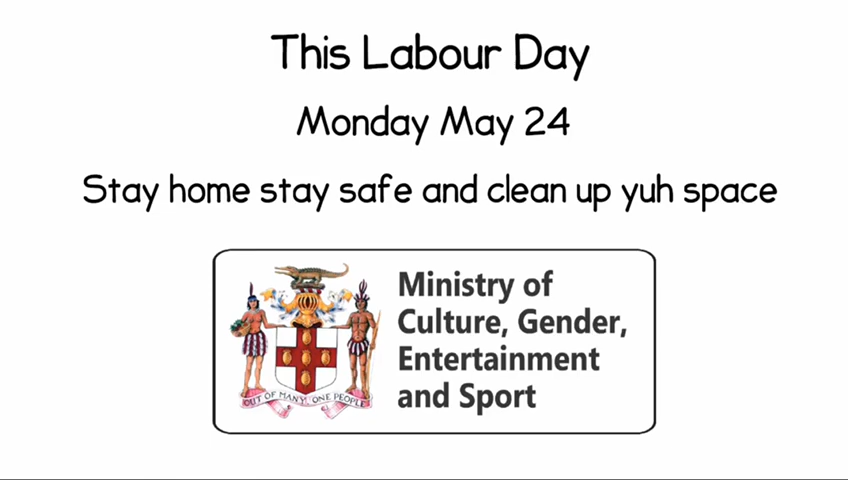 This Labour Day
Monday May 24
Stay home stay safe and clean up yuh space
Ministry of
Culture, Gender,
Entertainment
and Sport
OUT OF MANY, ONE PEOPLE